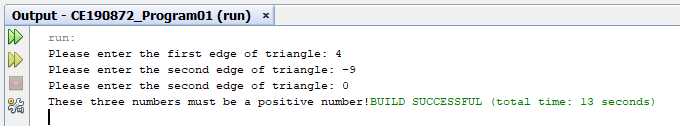 Output - CE190872_Program01 (run) ×
run:
Please enter the first edge of triangle: 4
Please enter the second edge of triangle: -9
Please enter the second edge of triangle: 0
These three numbers must be a positive number!BUILD SUCCESSFUL (total time: 13 seconds)